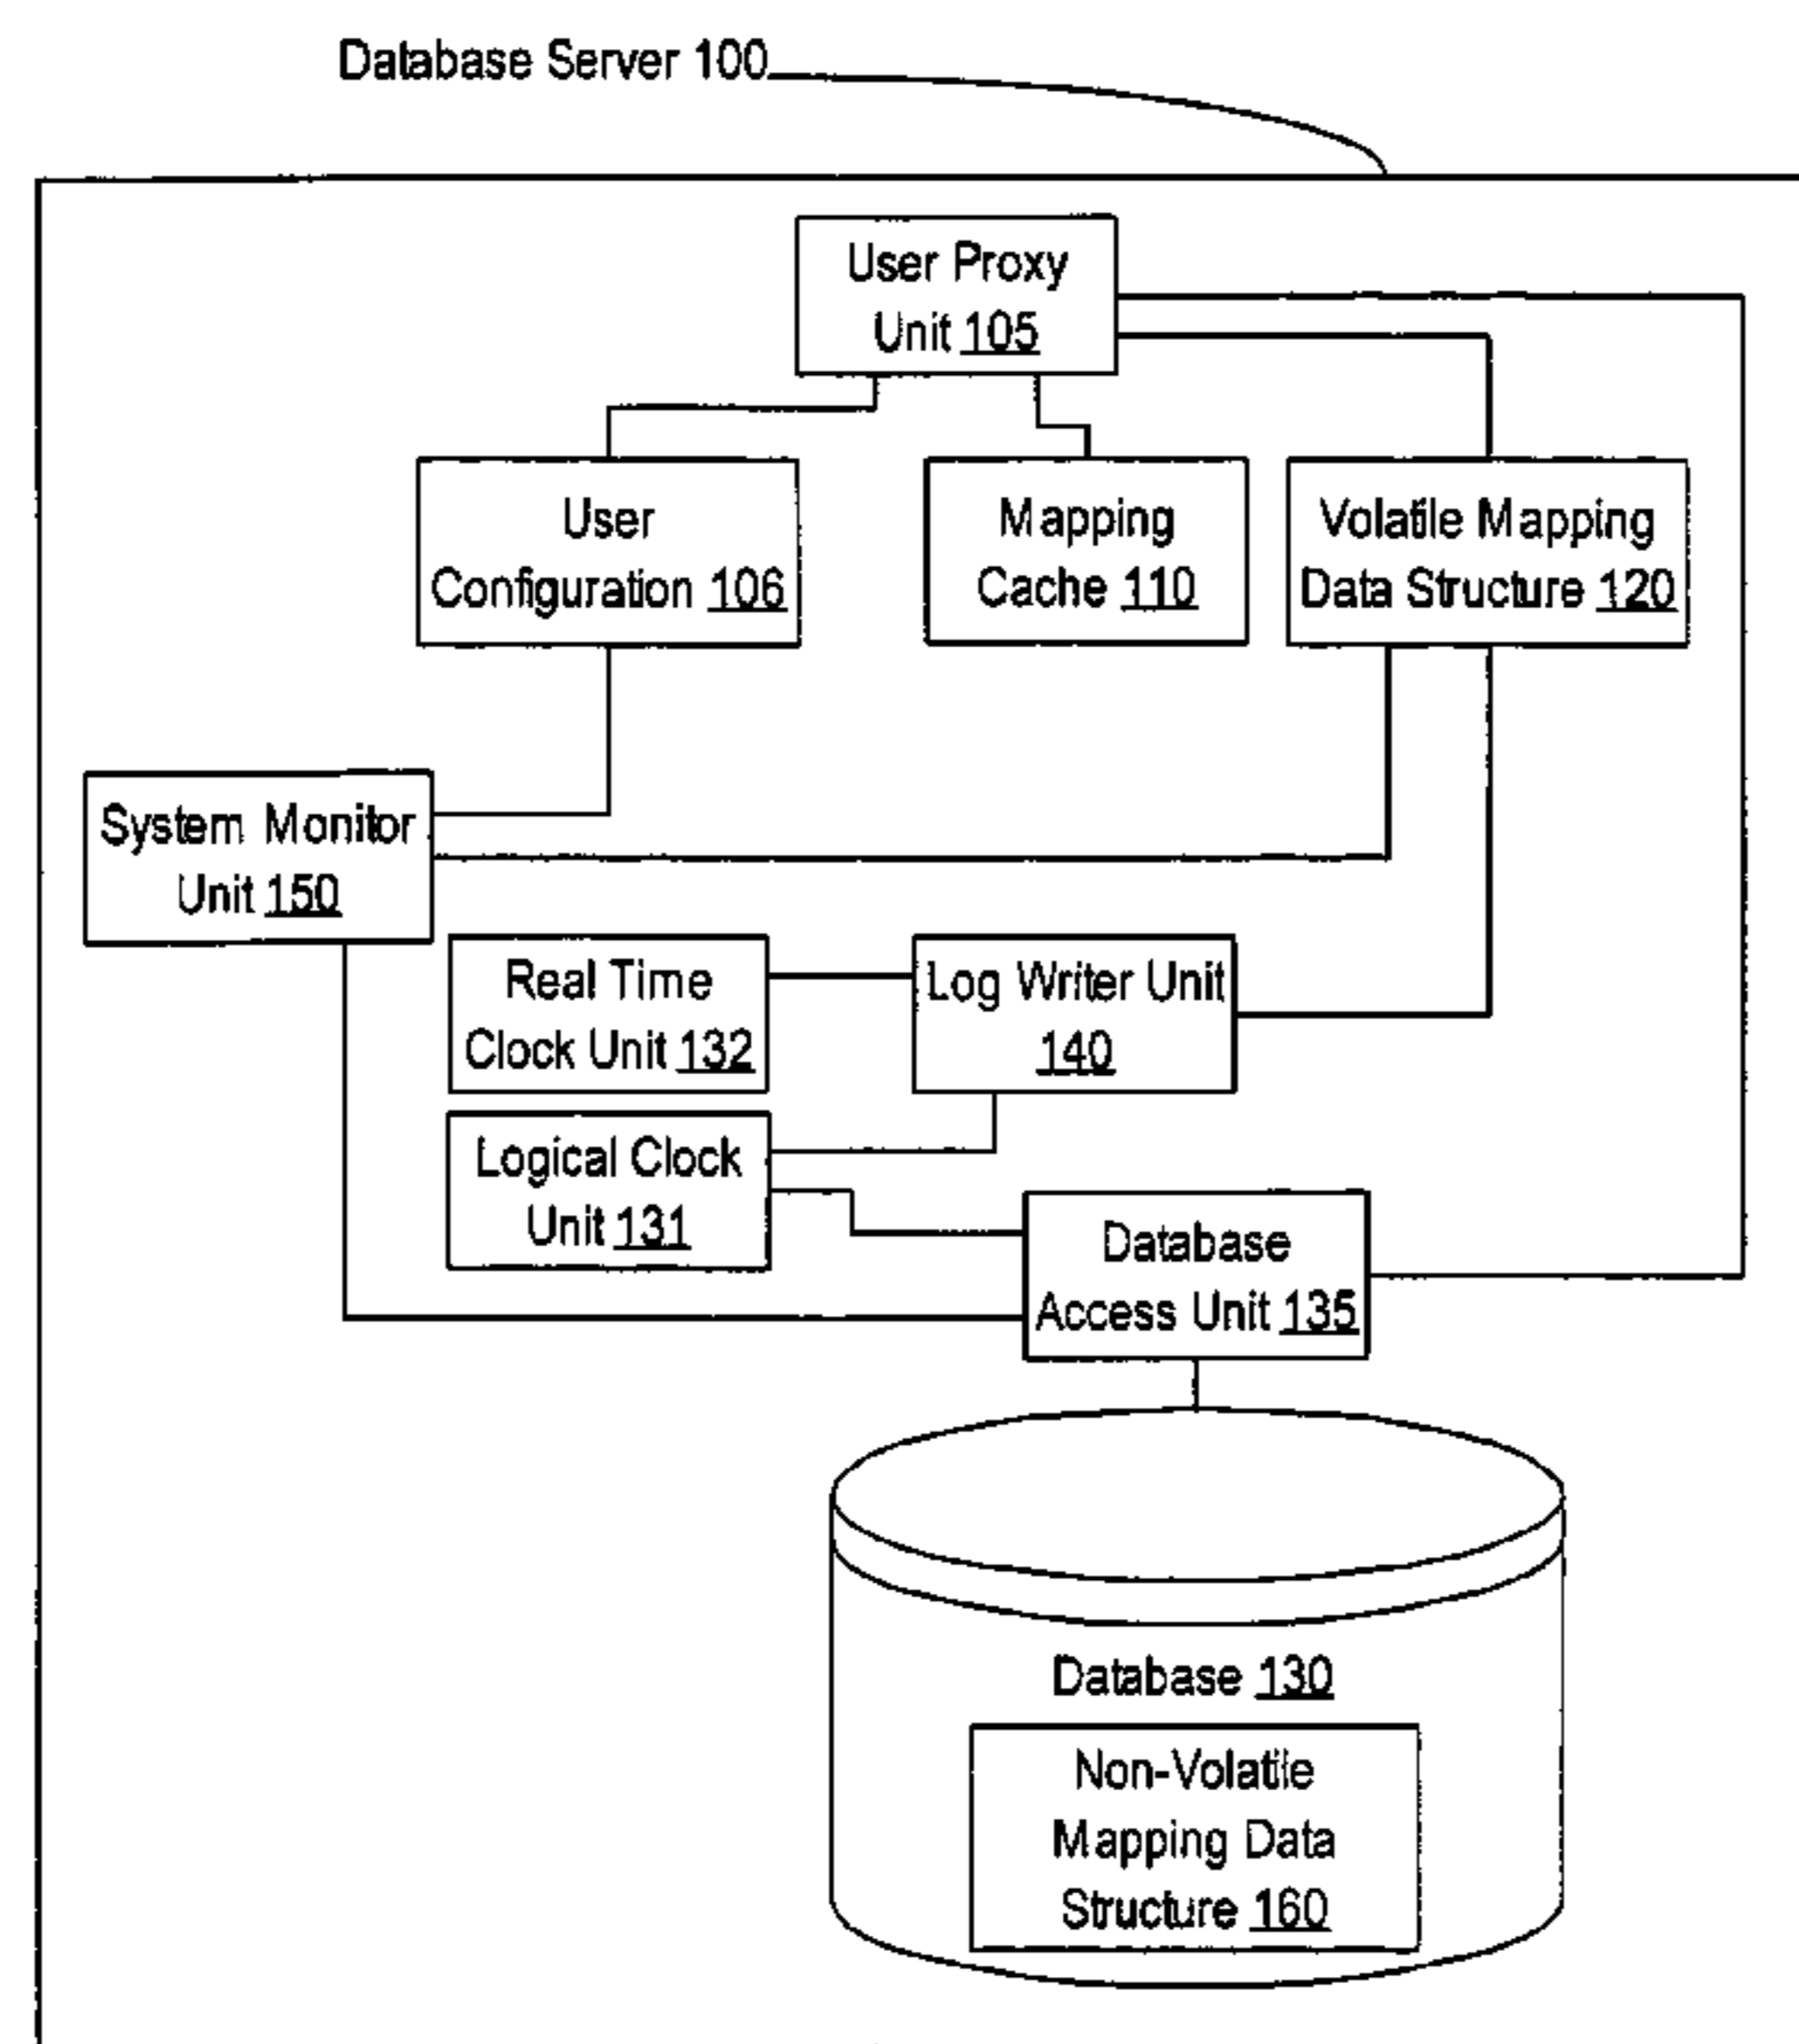 Database Server 100
User Proxy
Unit 105
User
Configuration 106
Mapping
Cache 110
Volatile Mapping
Data Structure 120
System Monitor
Unit 150
Real Time
Clock Unit 132
Log Writer Unit
140
Logical Clock
Unit 131
Database
Access Unit 135
Database 130
Non-Volatile
Mapping Data
Structure 160